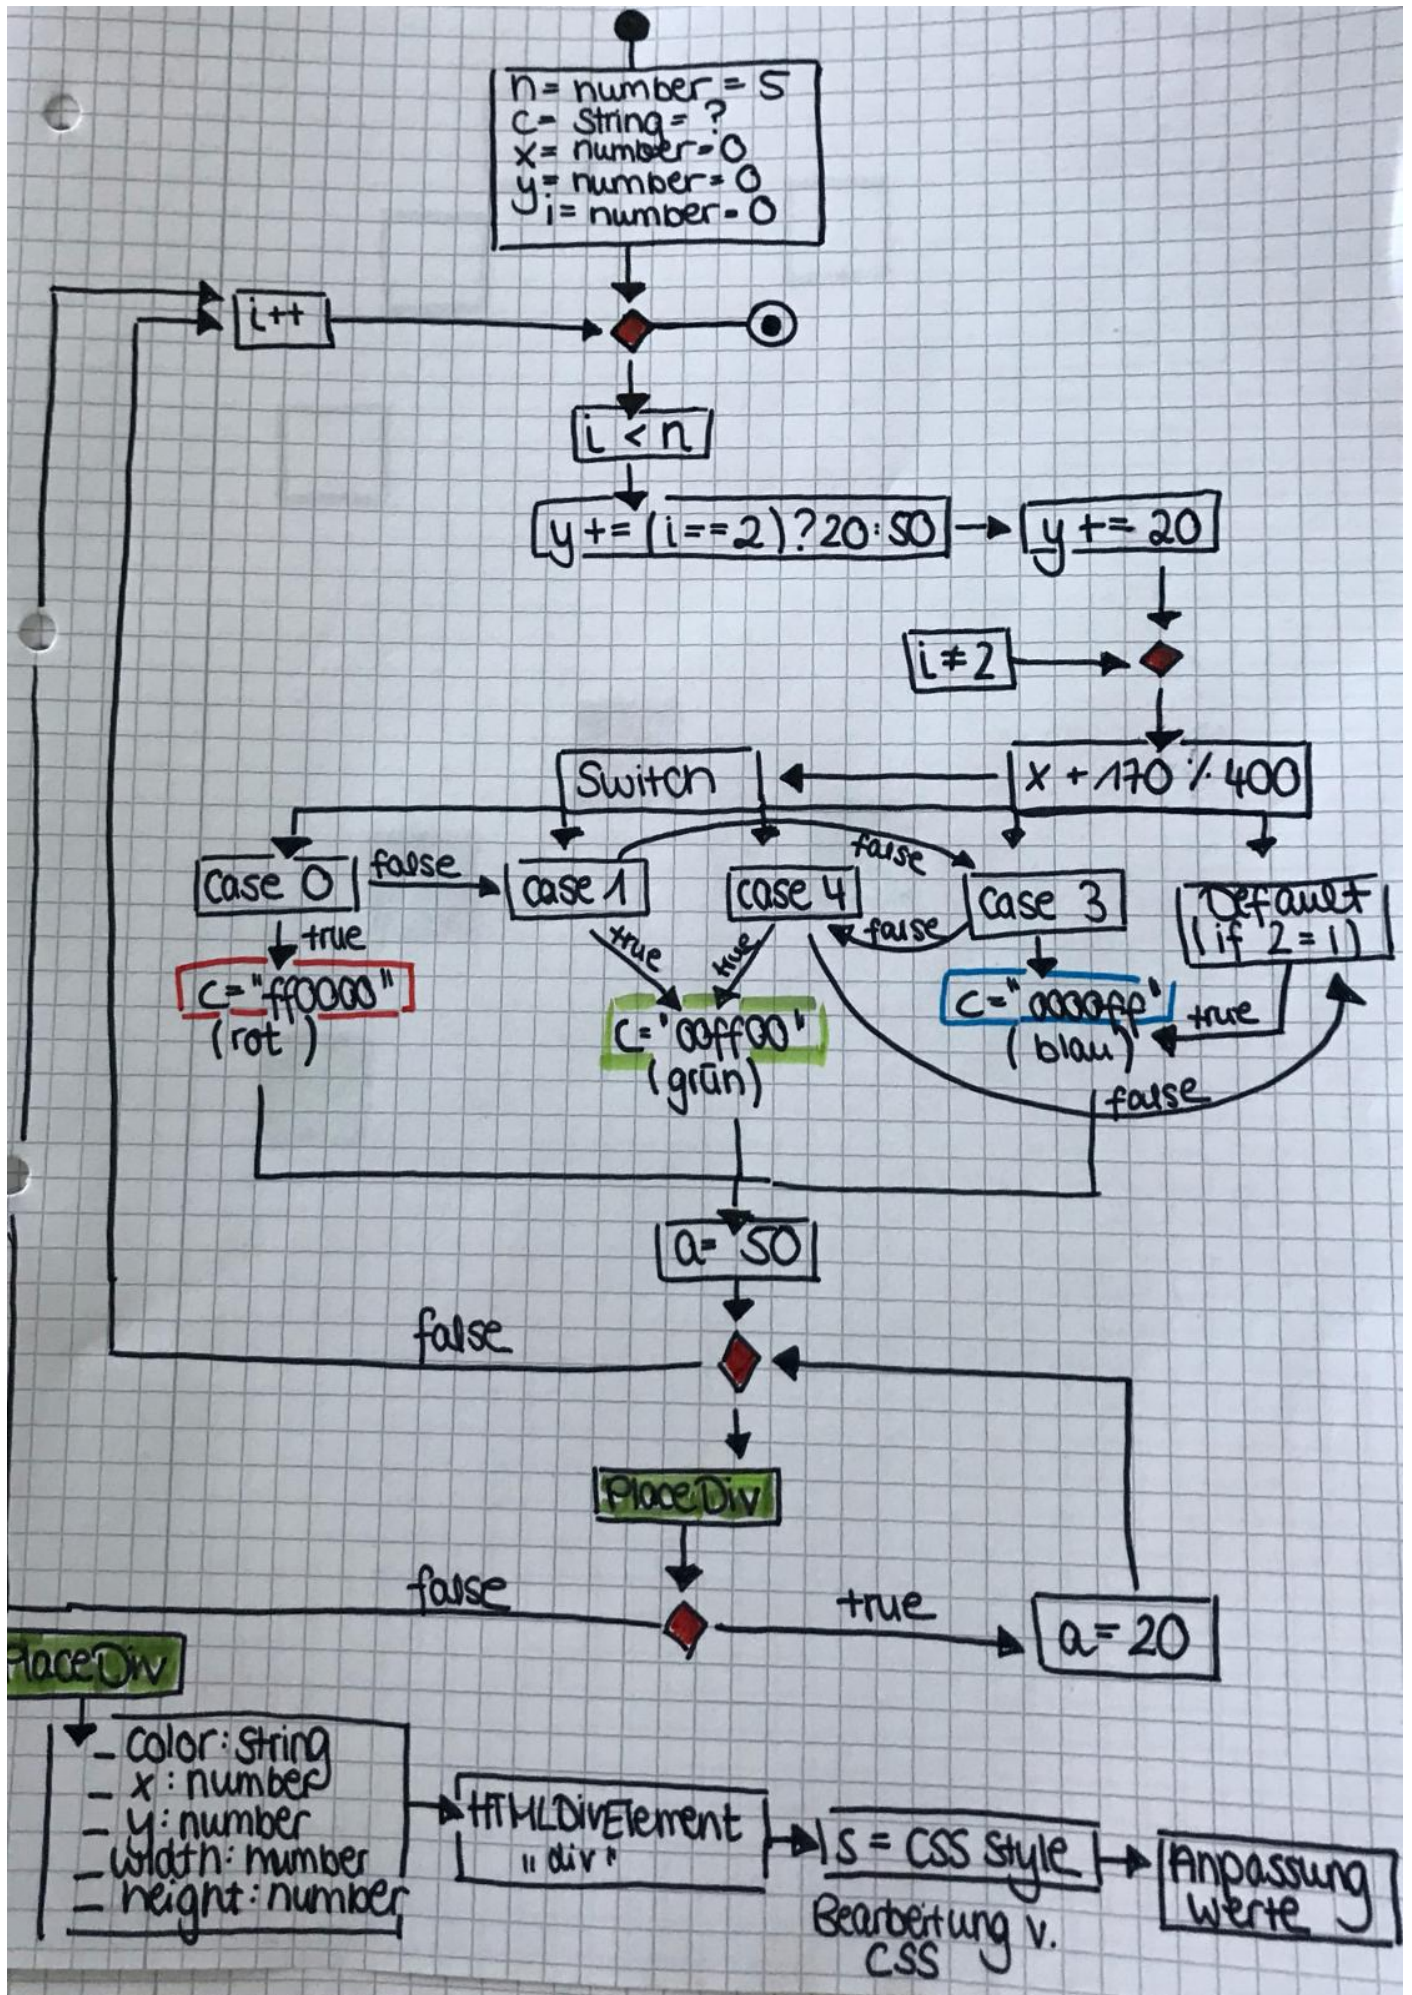 n= number = 5
c= String= ?
x= number=0
y= number= 0
i= number=0
i++
i < n
y += (i==2)?20:50
y += 20
i ≠ 2
Switch
x + 170 % 400
false
false
case 0
case 1
case 4
case 3
Default
(if 2 = i)
true
true
true
false
c="ff0000"
(rot)
c="00ff00"
(grün)
c="0000ff"
(blau)
true
false
a= 50
false
PlaceDiv
false
true
a= 20
PlaceDiv
– color: string
– x: number
– y: number
– width: number
– height: number
HTMLDivElement
"div"
s = CSS Style
Bearbeitung v.
CSS
Anpassung
Werte